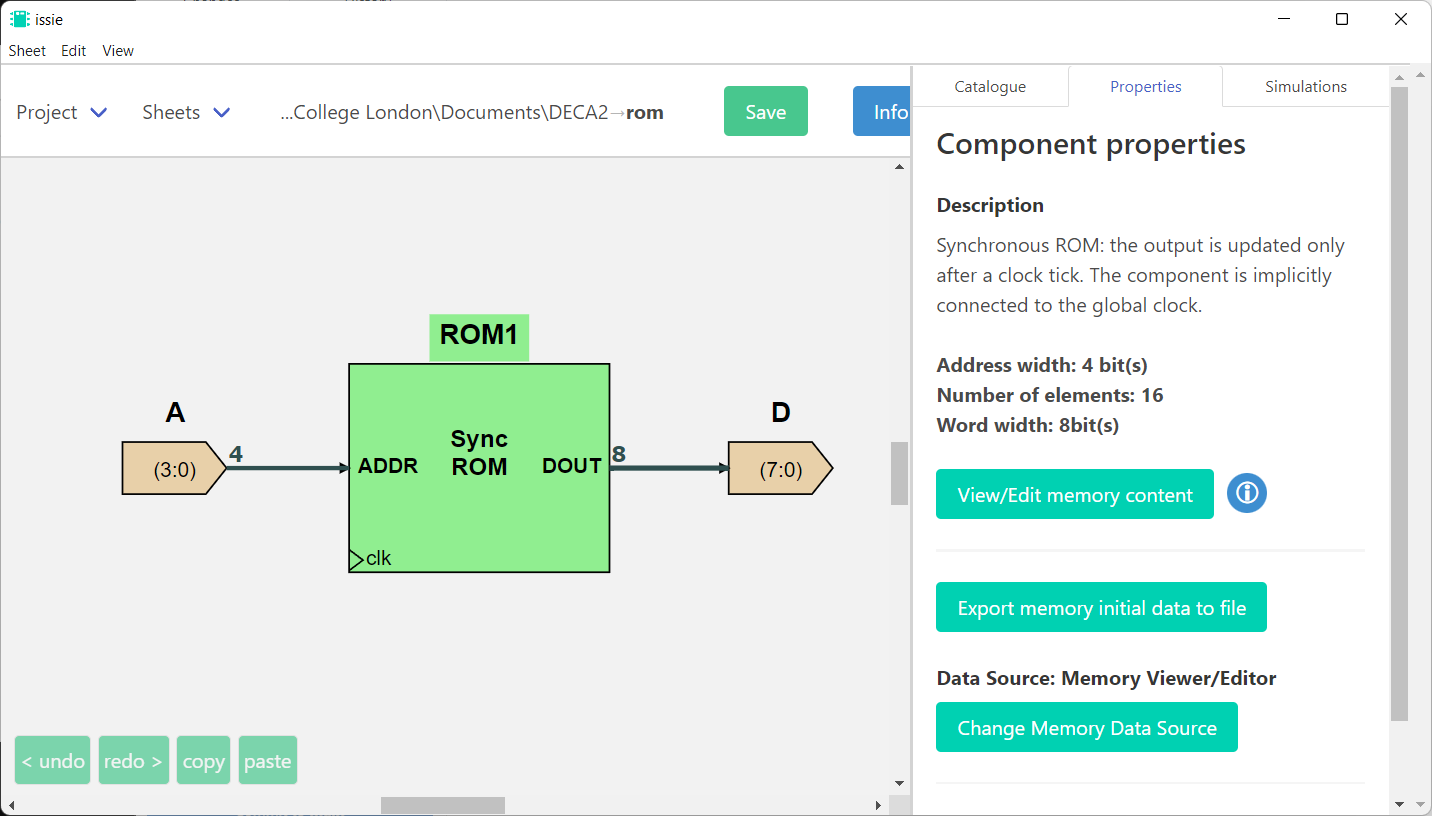 issie
Sheet Edit View
Project Sheets ...College London\Documents\DECA2→rom Save Info
Catalogue Properties Simulations
Component properties
Description
Synchronous ROM: the output is updated only
after a clock tick. The component is implicitly
connected to the global clock.
Address width: 4 bit(s)
Number of elements: 16
Word width: 8bit(s)
View/Edit memory content
Export memory initial data to file
Data Source: Memory Viewer/Editor
Change Memory Data Source
ROM1
A
(3:0)
4
ADDR
Sync
ROM
DOUT
clk
8
D
(7:0)
< undo redo > copy paste